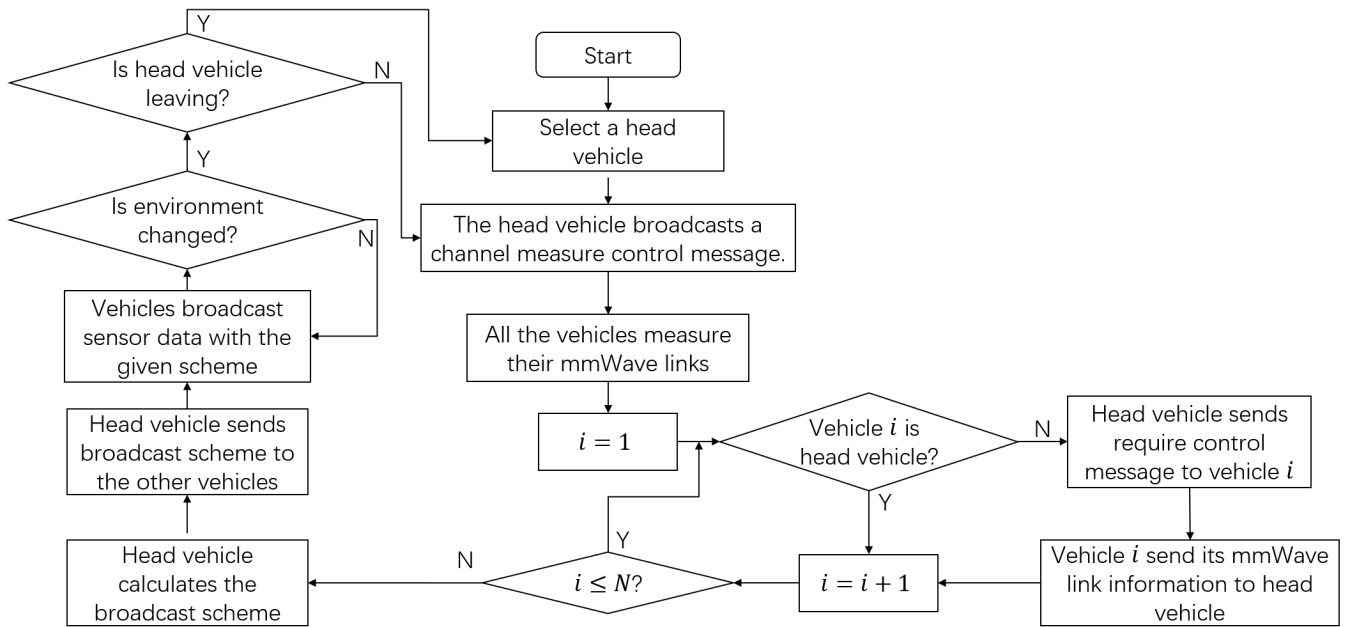 Start
Select a head
vehicle
The head vehicle broadcasts a
channel measure control message.
All the vehicles measure
their mmWave links
i = 1
Vehicle i is
head vehicle?
N
Head vehicle sends
require control
message to vehicle i
Y
Vehicle i send its mmWave
link information to head
vehicle
i = i + 1
i ≤ N?
Y
N
Head vehicle
calculates the
broadcast scheme
Head vehicle sends
broadcast scheme to
the other vehicles
Vehicles broadcast
sensor data with the
given scheme
Is environment
changed?
N
Y
Is head vehicle
leaving?
N
Y